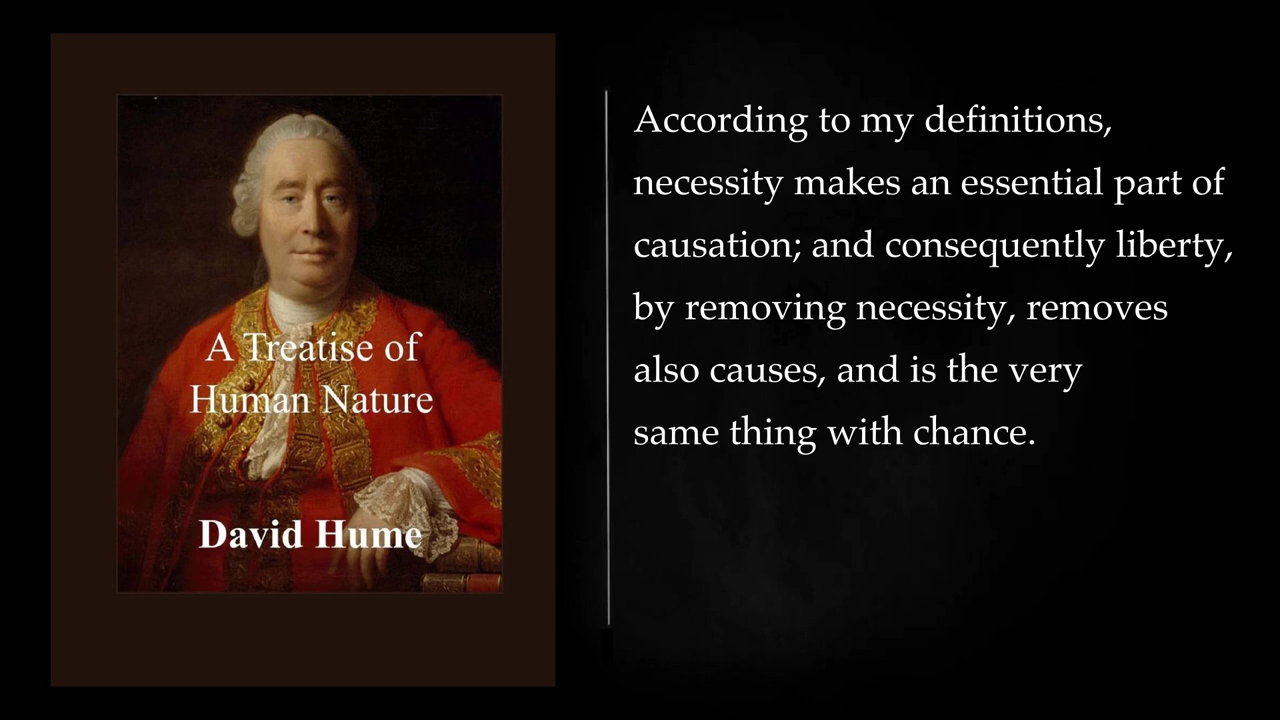 A Treatise of
Human Nature
David Hume
According to my definitions,
necessity makes an essential part of
causation; and consequently liberty,
by removing necessity, removes
also causes, and is the very
same thing with chance.